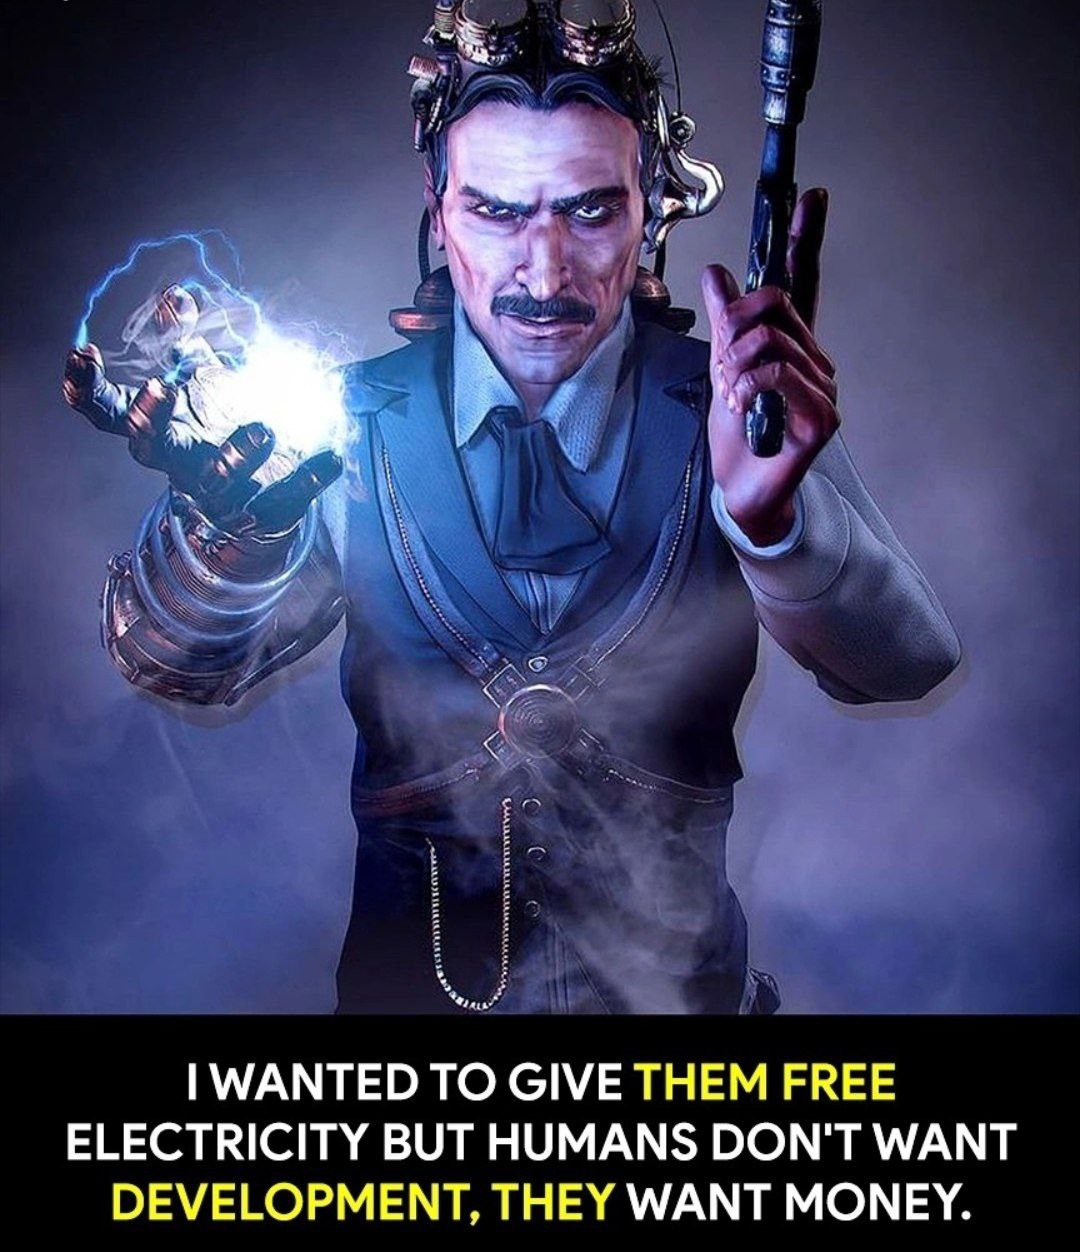 I WANTED TO GIVE THEM FREE
ELECTRICITY BUT HUMANS DON'T WANT
DEVELOPMENT, THEY WANT MONEY.